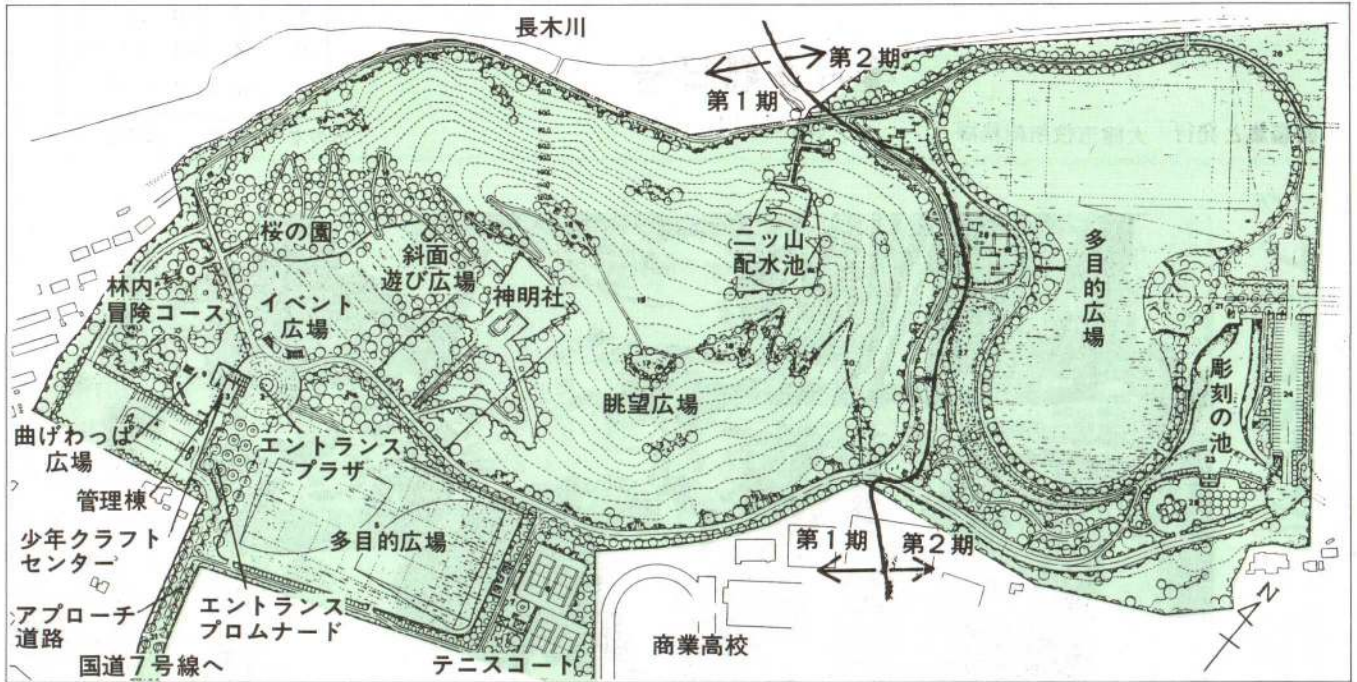 長木川
第2期
第1期
桜の園
斜面
遊び広場
神明社
二ッ山
配水池
多目的広場
林内
冒険コース
イベント
広場
眺望広場
彫刻の池
曲げわっぱ
広場
エントランス
プラザ
管理棟
少年クラフト
センター
多目的広場
第1期
第2期
アプローチ
道路
エントランス
プロムナード
国道7号線へ
テニスコート
商業高校
N